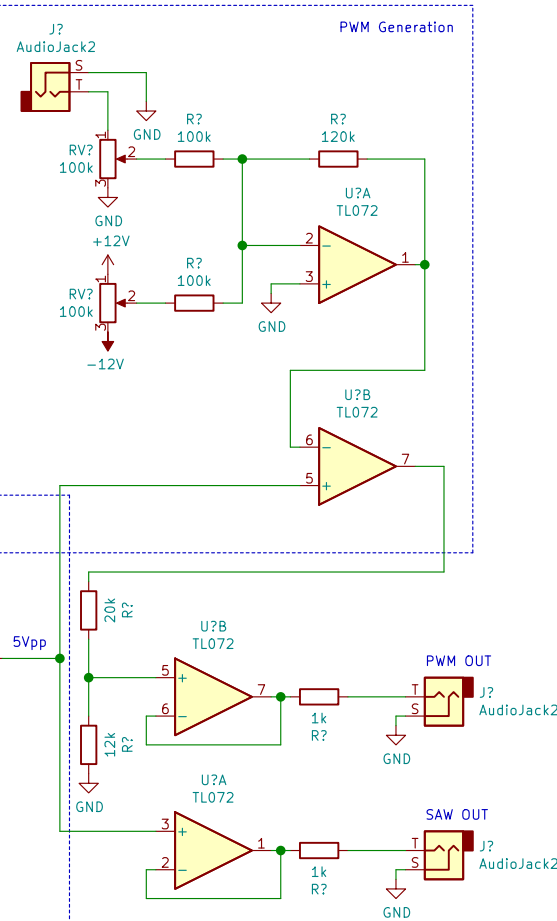 PWM Generation
J?
AudioJack2
S
T
GND
R?
100k
R?
120k
RV?
100k
1
2
3
GND
U?A
TL072
2
−
3
+
1
GND
+12V
RV?
100k
1
2
3
R?
100k
−12V
U?B
TL072
6
−
5
+
7
20k
R?
5Vpp
U?B
TL072
5
+
6
−
7
1k
R?
PWM OUT
T
S
J?
AudioJack2
GND
12k
R?
GND
U?A
TL072
3
+
2
−
1
1k
R?
SAW OUT
T
S
J?
AudioJack2
GND